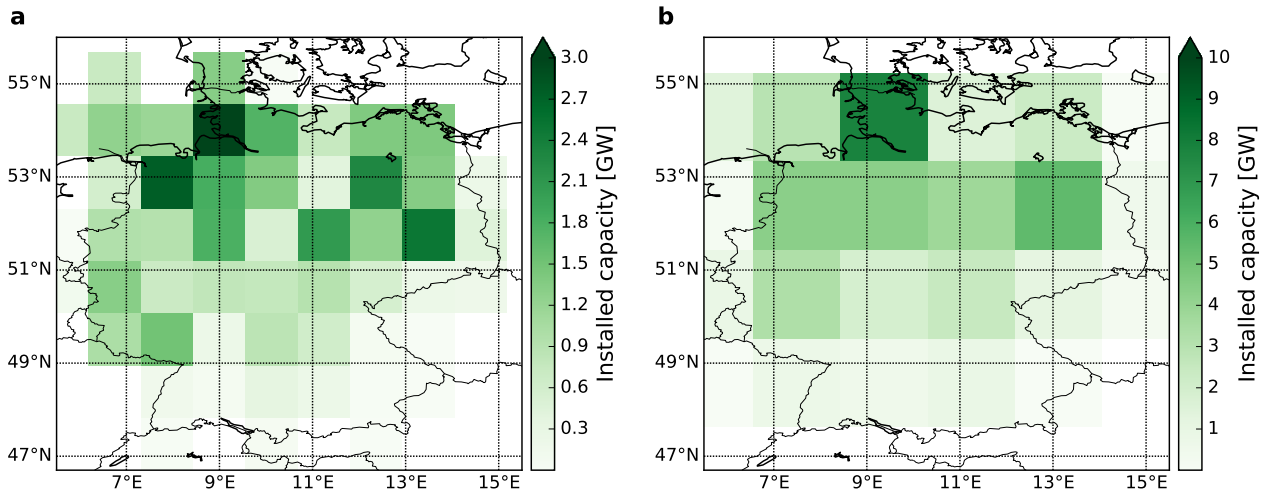 a
b
55°N
53°N
51°N
49°N
47°N
7°E
9°E
11°E
13°E
15°E
3.0
2.7
2.4
2.1
1.8
1.5
1.2
0.9
0.6
0.3
Installed capacity [GW]
55°N
53°N
51°N
49°N
47°N
7°E
9°E
11°E
13°E
15°E
10
9
8
7
6
5
4
3
2
1
Installed capacity [GW]